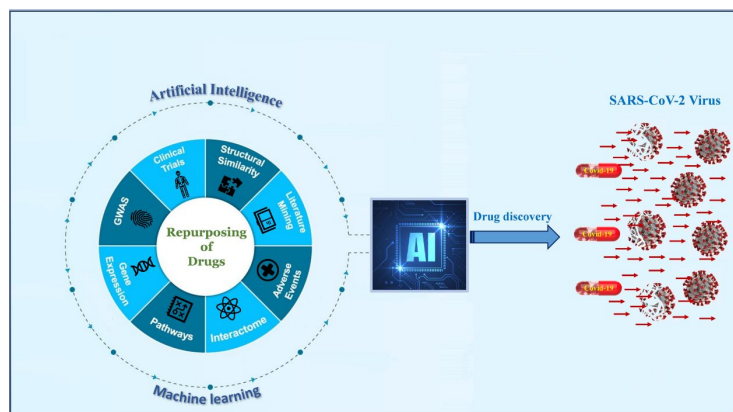 Artificial Intelligence
SARS-CoV-2 Virus
Clinical
Trials
Structural
Similarity
Literature
Mining
Adverse
Events
Interactome
Pathways
Gene
Expression
GWAS
Repurposing
of
Drugs
AI
Drug discovery
Covid-19
Covid-19
Covid-19
Machine learning